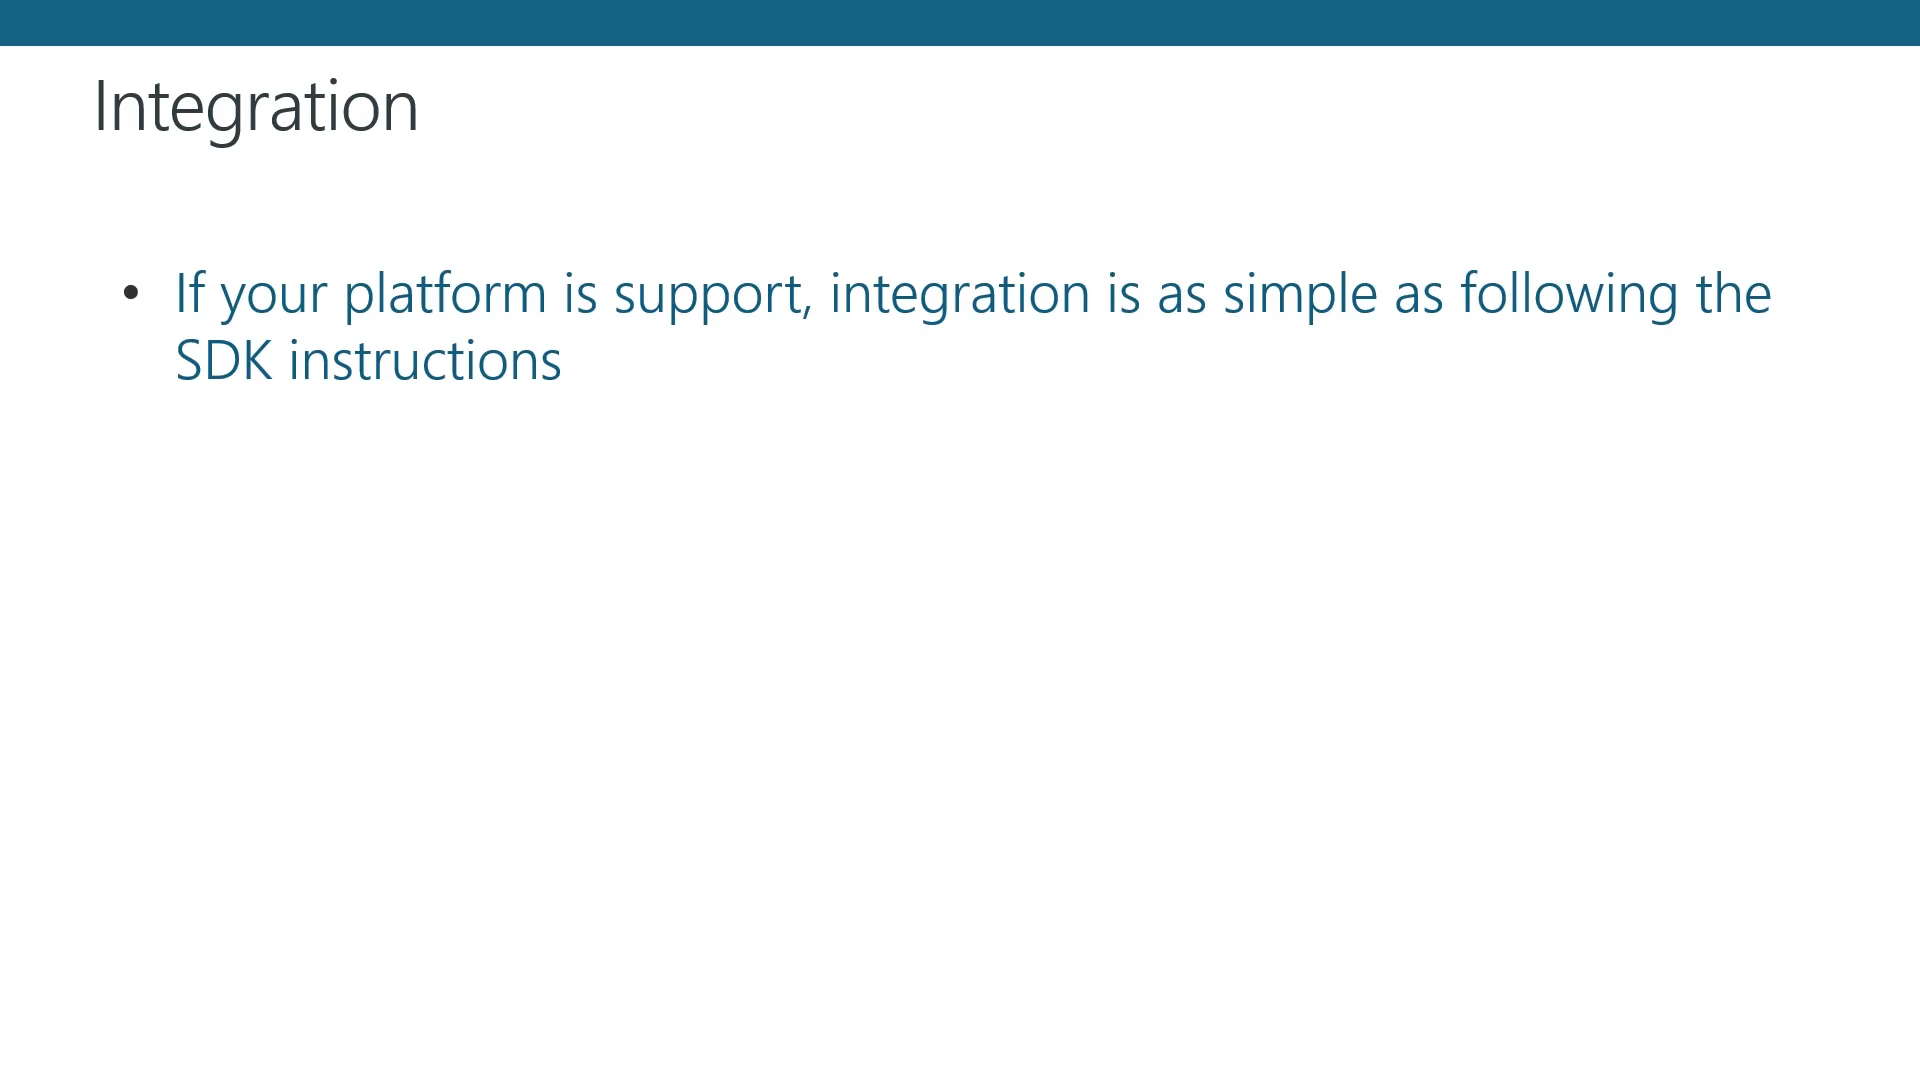 Integration
• If your platform is support, integration is as simple as following the
SDK instructions